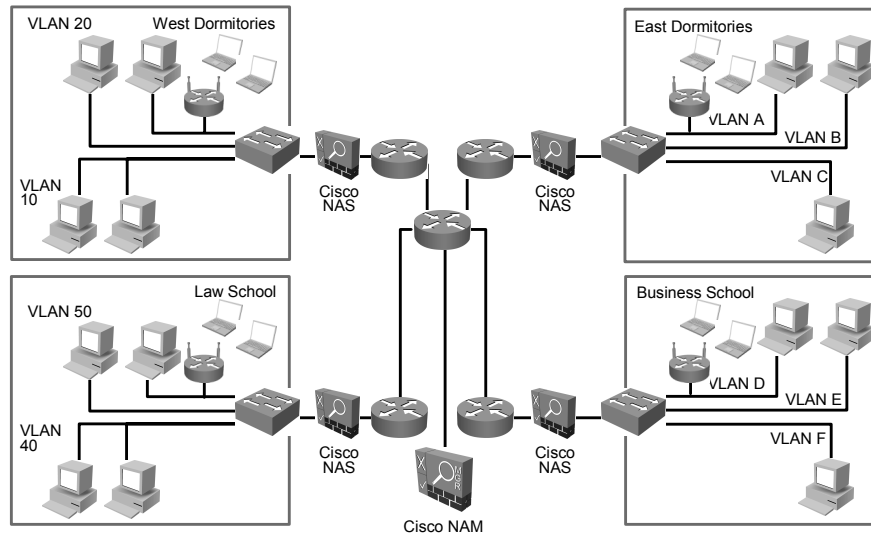 VLAN 20
West Dormitories
VLAN
10
Cisco
NAS
East Dormitories
VLAN A
VLAN B
VLAN C
Cisco
NAS
Law School
VLAN 50
VLAN
40
Cisco
NAS
Business School
VLAN D
VLAN E
VLAN F
Cisco
NAS
MGR
Cisco NAM